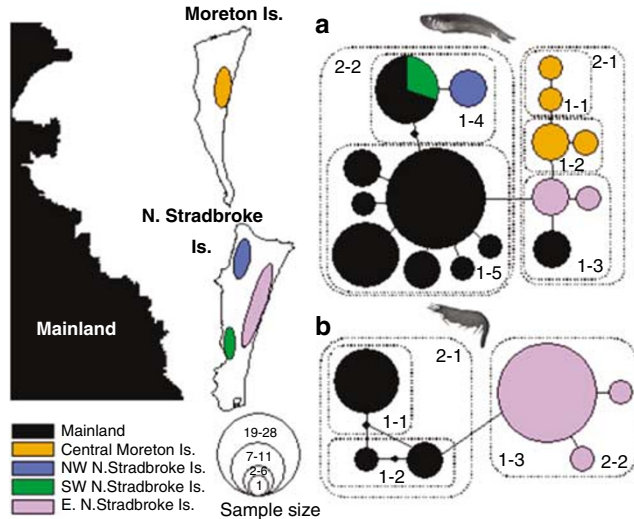 Moreton Is.
N. Stradbroke
Is.
Mainland
Mainland
Central Moreton Is.
NW N.Stradbroke Is.
SW N.Stradbroke Is.
E. N.Stradbroke Is.
19-28
7-11
2-6
1
Sample size
a
2-2
1-4
1-5
2-1
1-1
1-2
1-3
b
2-1
1-1
1-2
1-3
2-2